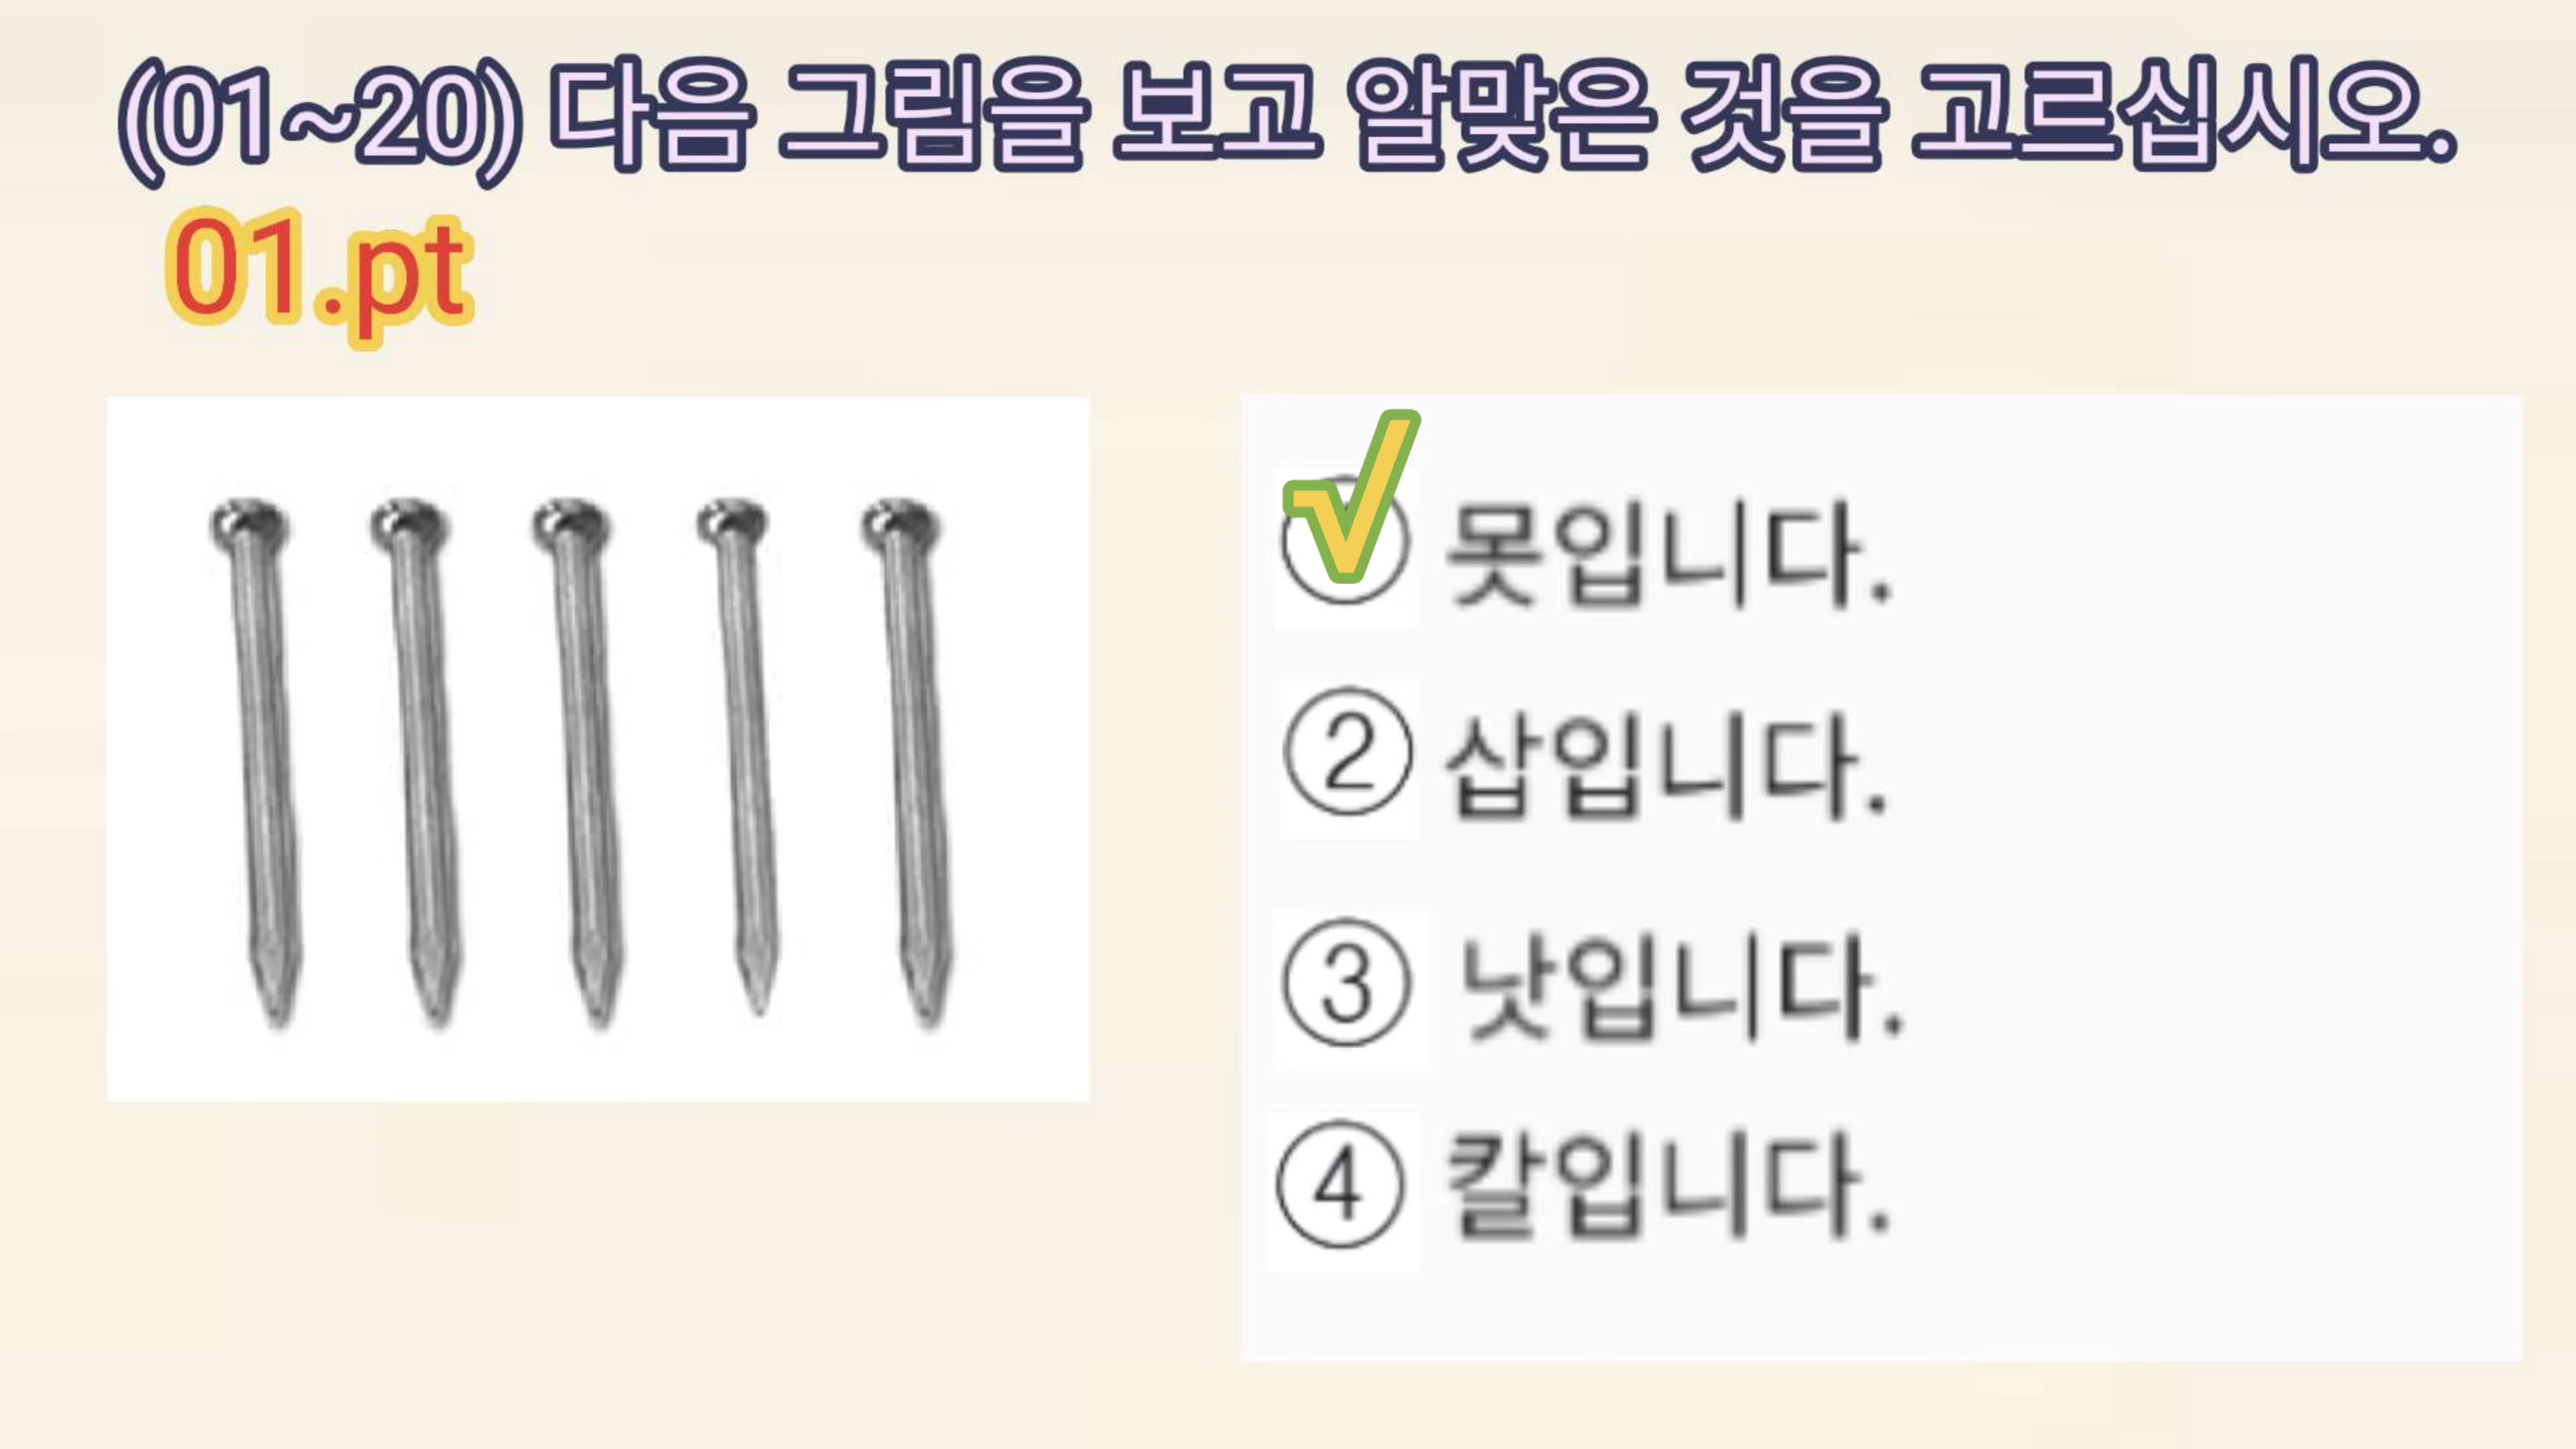 (01~20) 다음 그림을 보고 알맞은 것을 고르십시오.
01.pt
못입니다.
② 삽입니다.
③ 낫입니다.
④ 칼입니다.